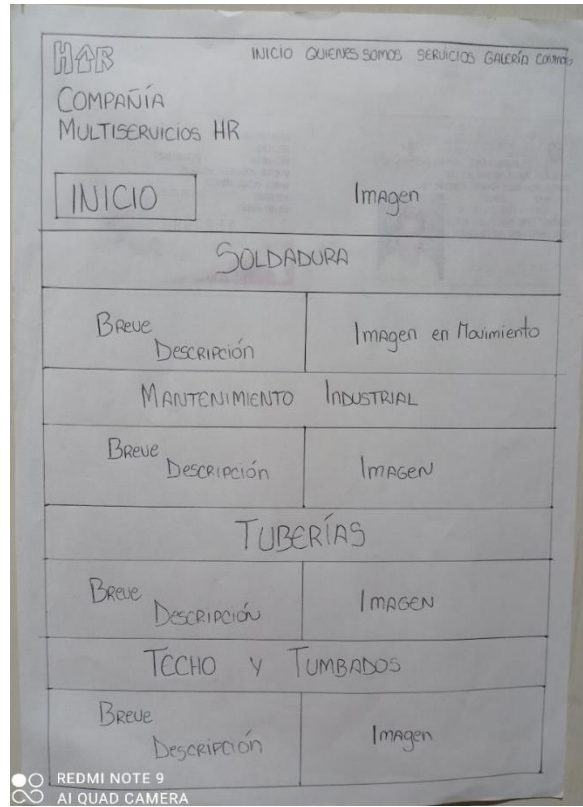 HR
INICIO QUIENES SOMOS SERVICIOS GALERÍA
COMPAÑÍA
MULTISERVICIOS HR
INICIO
Imagen
SOLDADURA
Breve
Descripción
Imagen en Movimiento
MANTENIMIENTO INDUSTRIAL
Breve
Descripción
Imagen
TUBERÍAS
Breve
Descripción
Imagen
TECHO Y TUMBADOS
Breve
Descripción
Imagen
REDMI NOTE 9
AI QUAD CAMERA